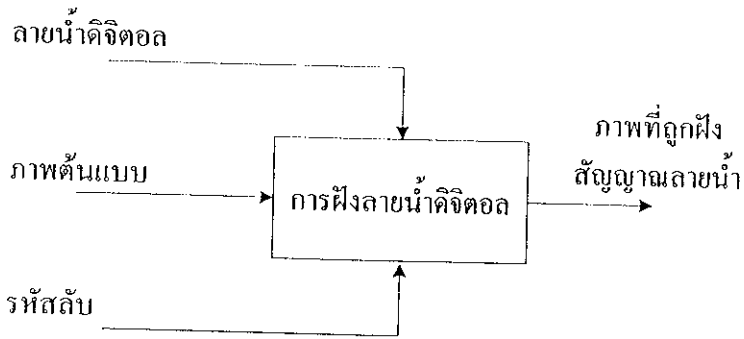 ลายน้ำดิจิตอล
ภาพต้นแบบ
การฝังลายน้ำดิจิตอล
ภาพที่ถูกฝัง
สัญญาณลายน้ำ
รหัสลับ